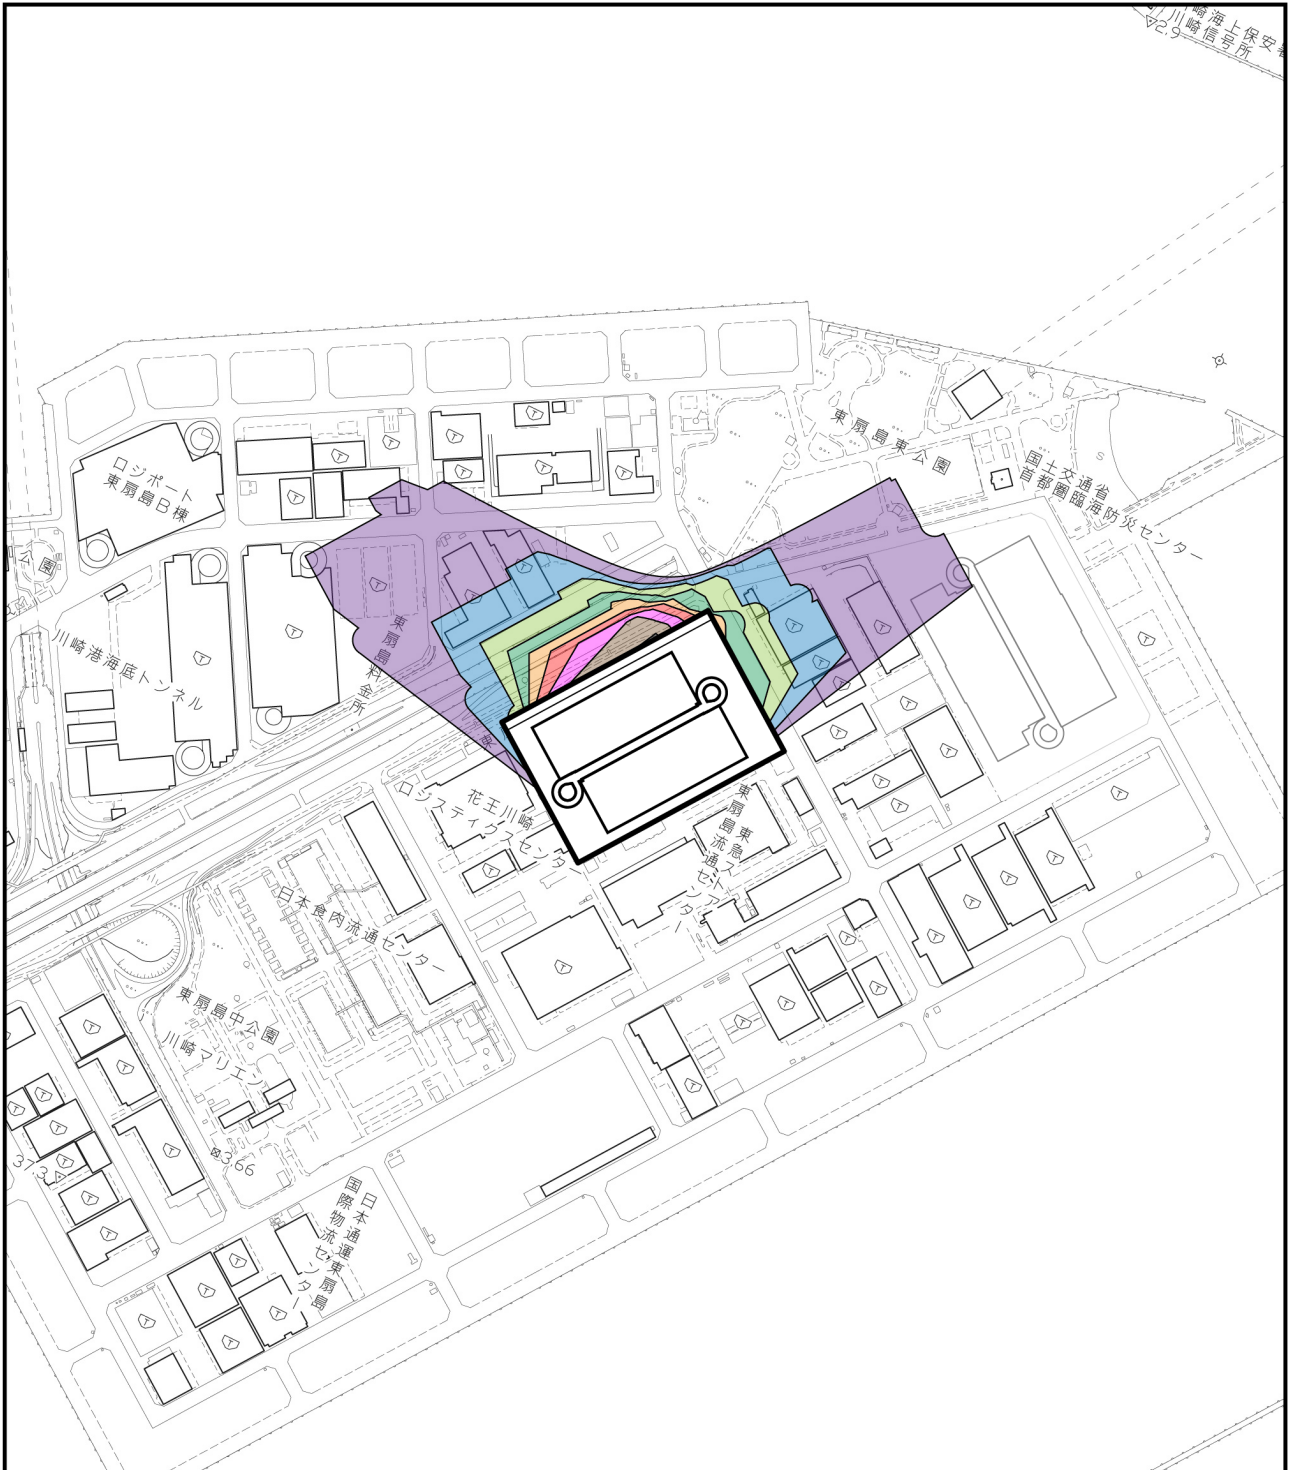 崎海上保安署
川崎信号所
2.9
東扇島東公園
国土交通省
首都圏臨海防災センター
ロジポート
東扇島B棟
公園
川崎港海底トンネル
東扇島料金所
東
花王川崎
ロジスティクスセンター
東急
東扇島流通センター
日本食肉流通センター
東扇島中公園
川崎マリエン
3.66
37.3
日本通運東扇島
国際物流センター
S